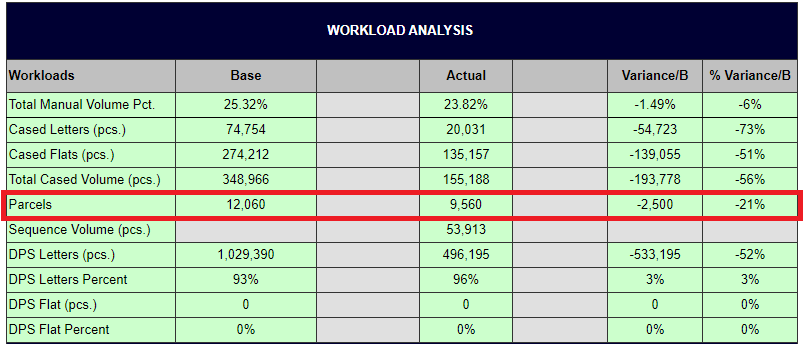 WORKLOAD ANALYSIS
Workloads Base Actual Variance/B % Variance/B
Total Manual Volume Pct. 25.32% 23.82% -1.49% -6%
Cased Letters (pcs.) 74,754 20,031 -54,723 -73%
Cased Flats (pcs.) 274,212 135,157 -139,055 -51%
Total Cased Volume (pcs.) 348,966 155,188 -193,778 -56%
Parcels 12,060 9,560 -2,500 -21%
Sequence Volume (pcs.) 53,913
DPS Letters (pcs.) 1,029,390 496,195 -533,195 -52%
DPS Letters Percent 93% 96% 3% 3%
DPS Flat (pcs.) 0 0 0 0%
DPS Flat Percent 0% 0% 0% 0%